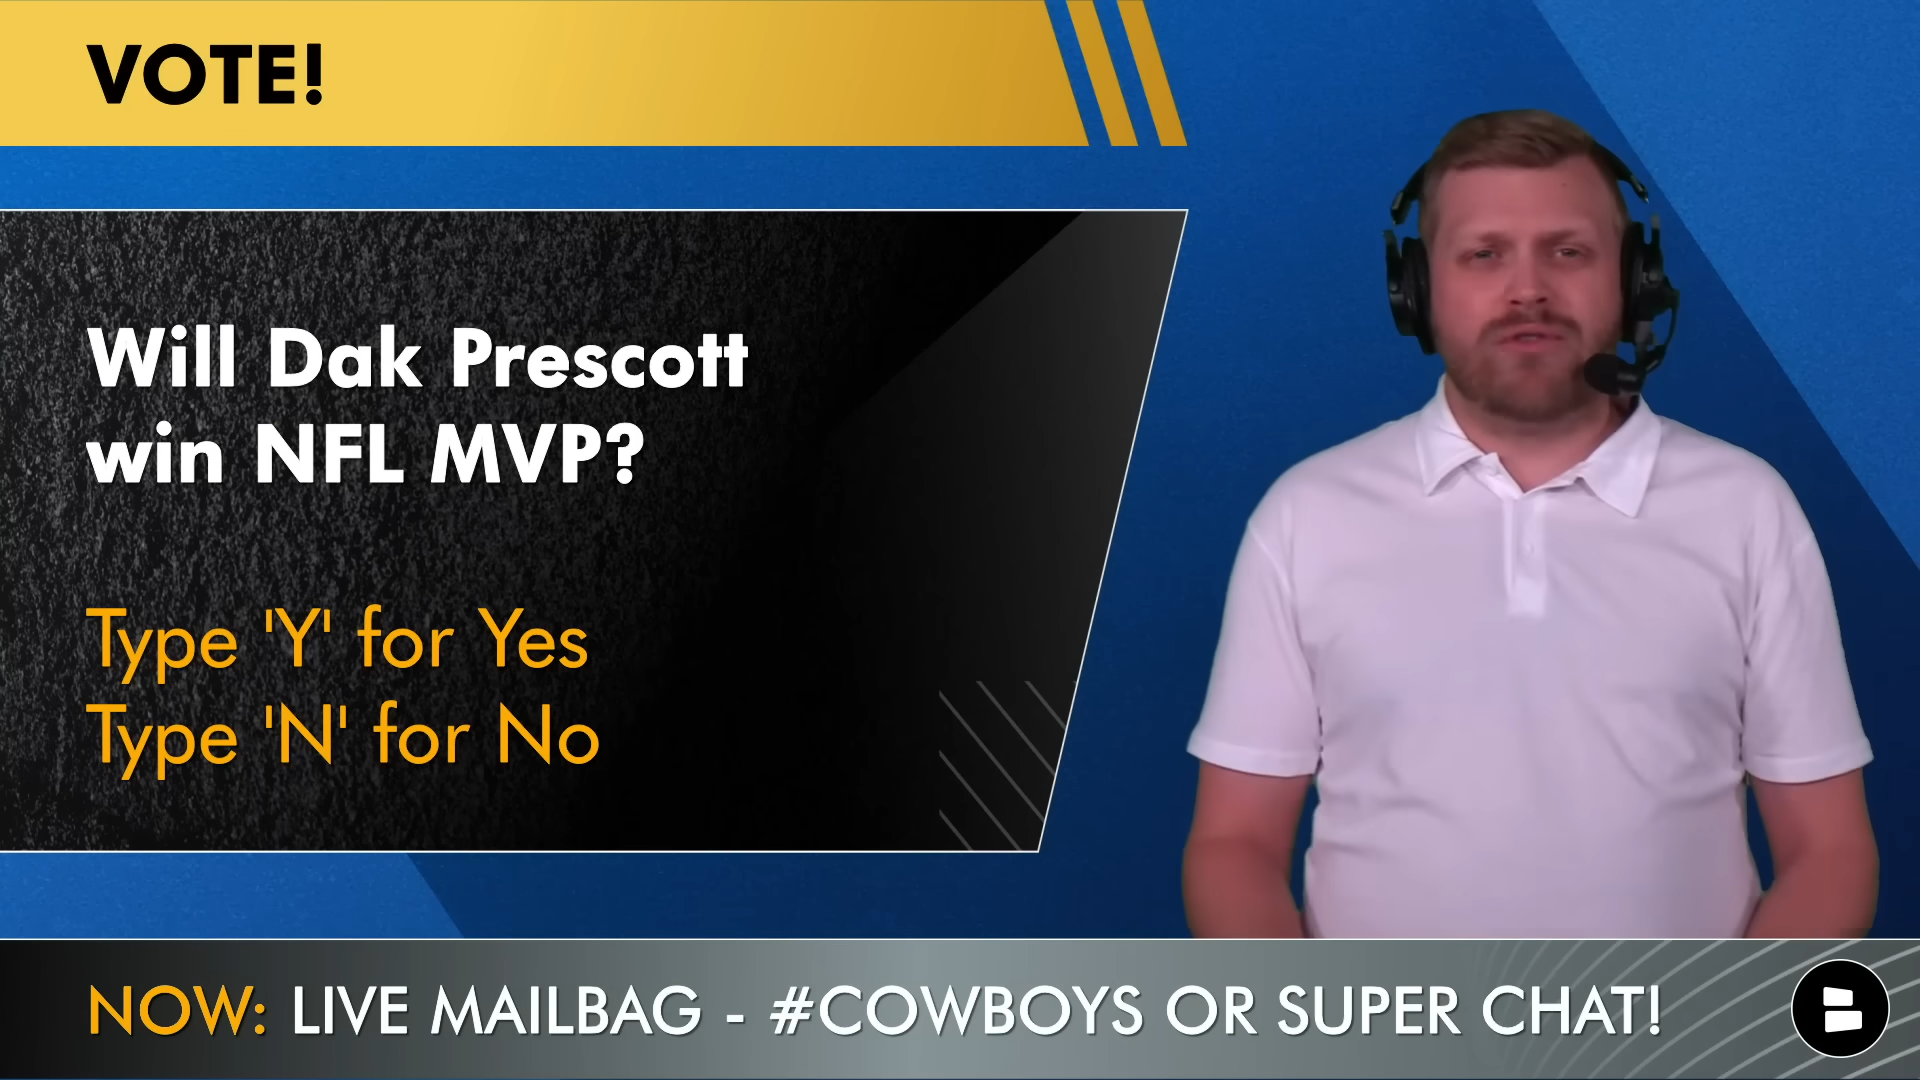 VOTE!
Will Dak Prescott
win NFL MVP?
Type 'Y' for Yes
Type 'N' for No
NOW: LIVE MAILBAG - #COWBOYS OR SUPER CHAT!